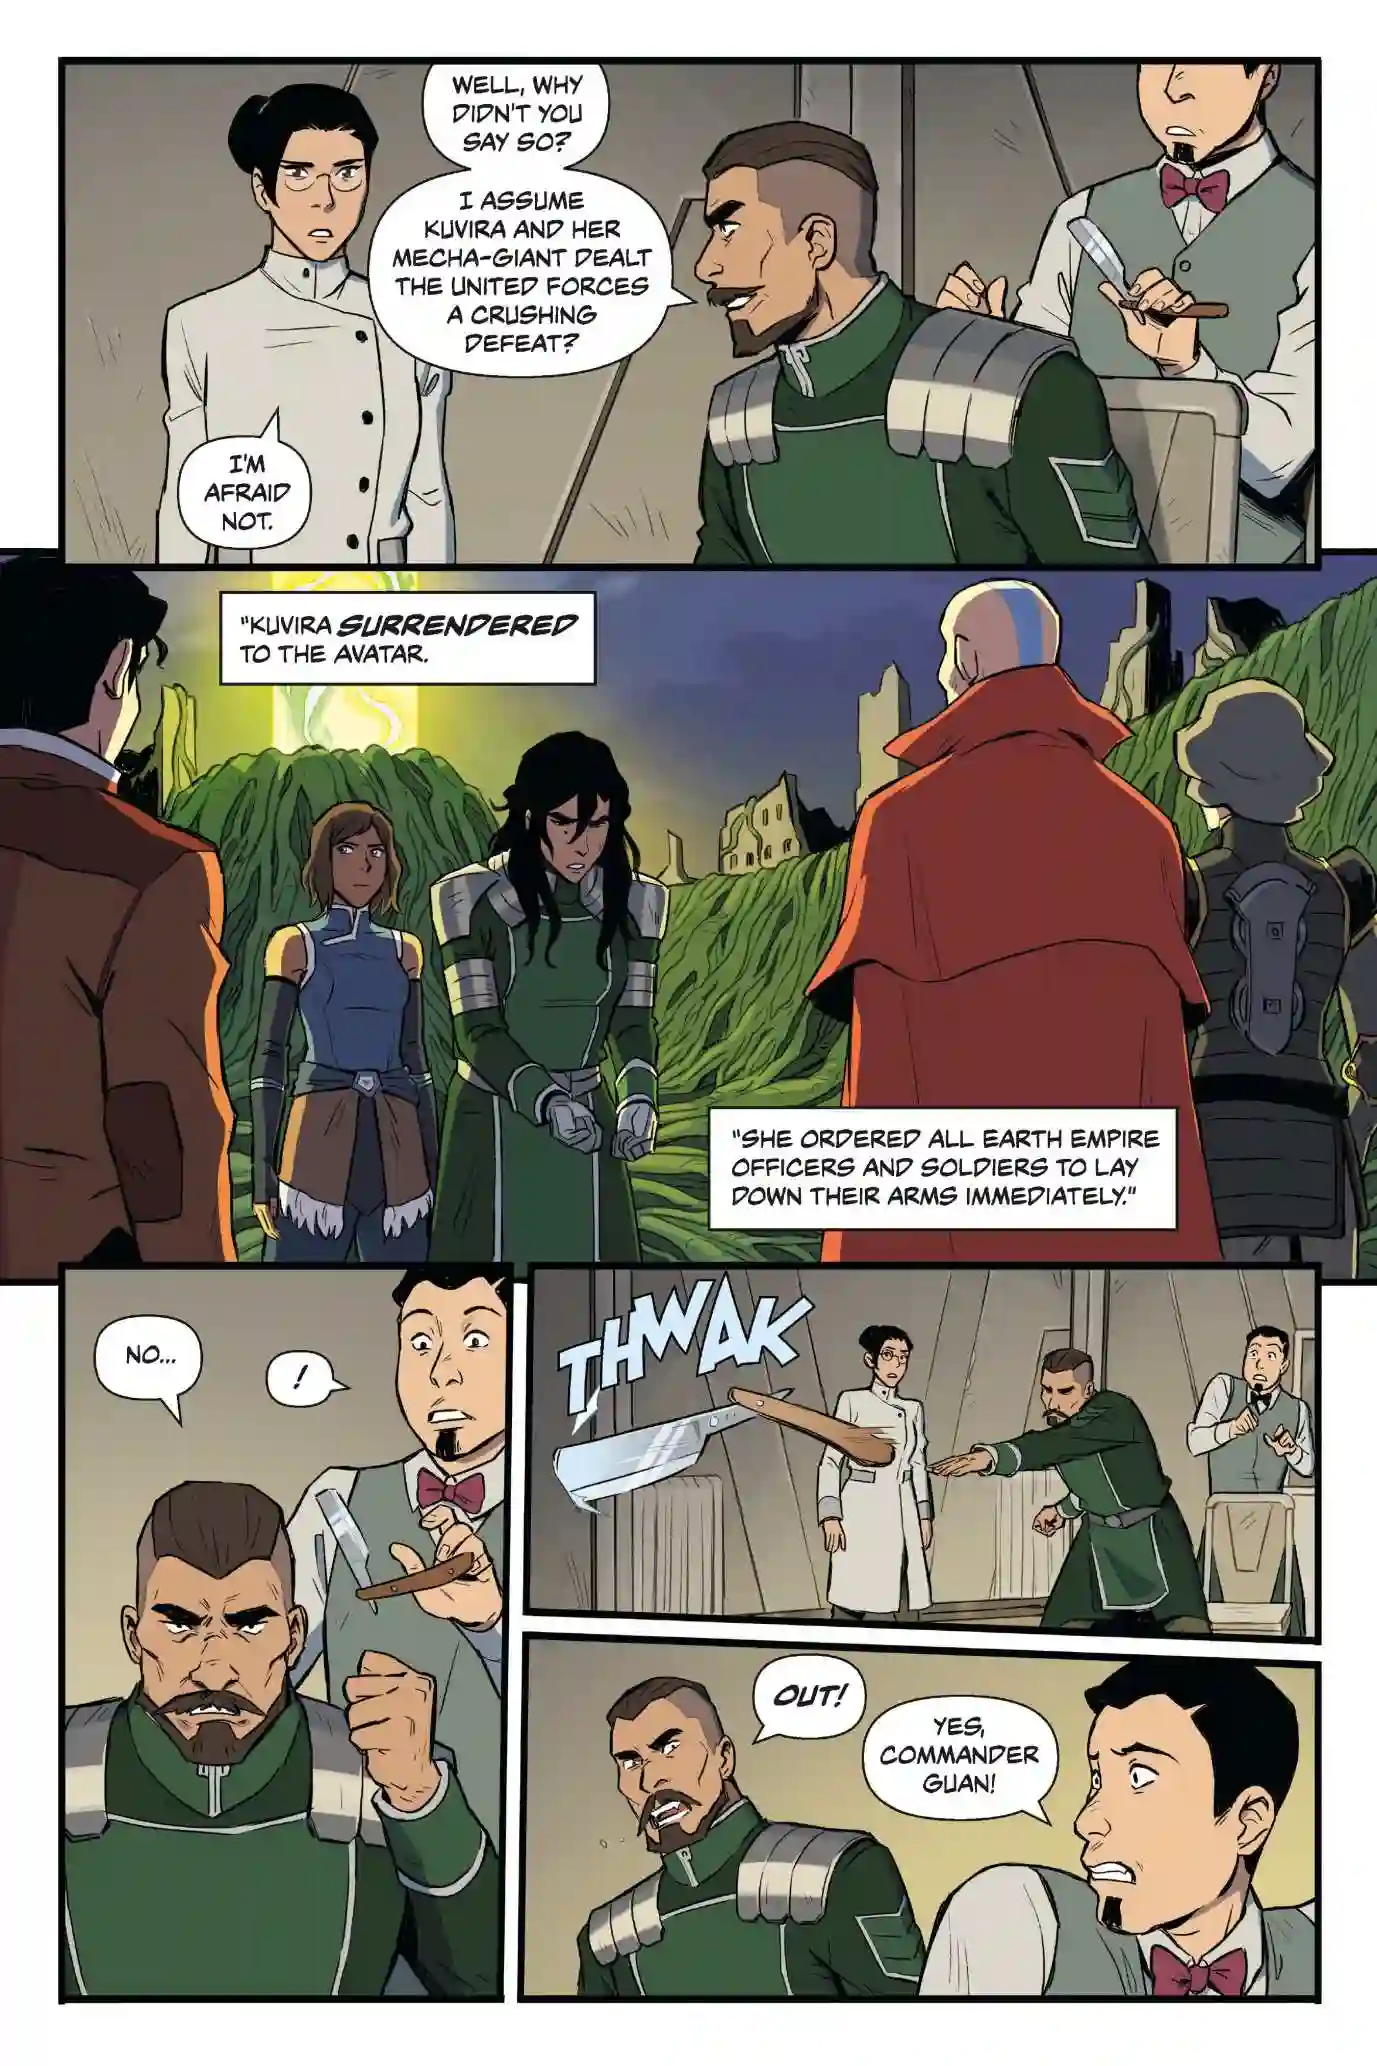 WELL, WHY
DIDN'T YOU
SAY SO?
I ASSUME
KUVIRA AND HER
MECHA-GIANT DEALT
THE UNITED FORCES
A CRUSHING
DEFEAT?
I'M
AFRAID
NOT.
"KUVIRA SURRENDERED
TO THE AVATAR.
"SHE ORDERED ALL EARTH EMPIRE
OFFICERS AND SOLDIERS TO LAY
DOWN THEIR ARMS IMMEDIATELY."
NO...
!
THWAK
OUT!
YES,
COMMANDER
GUAN!